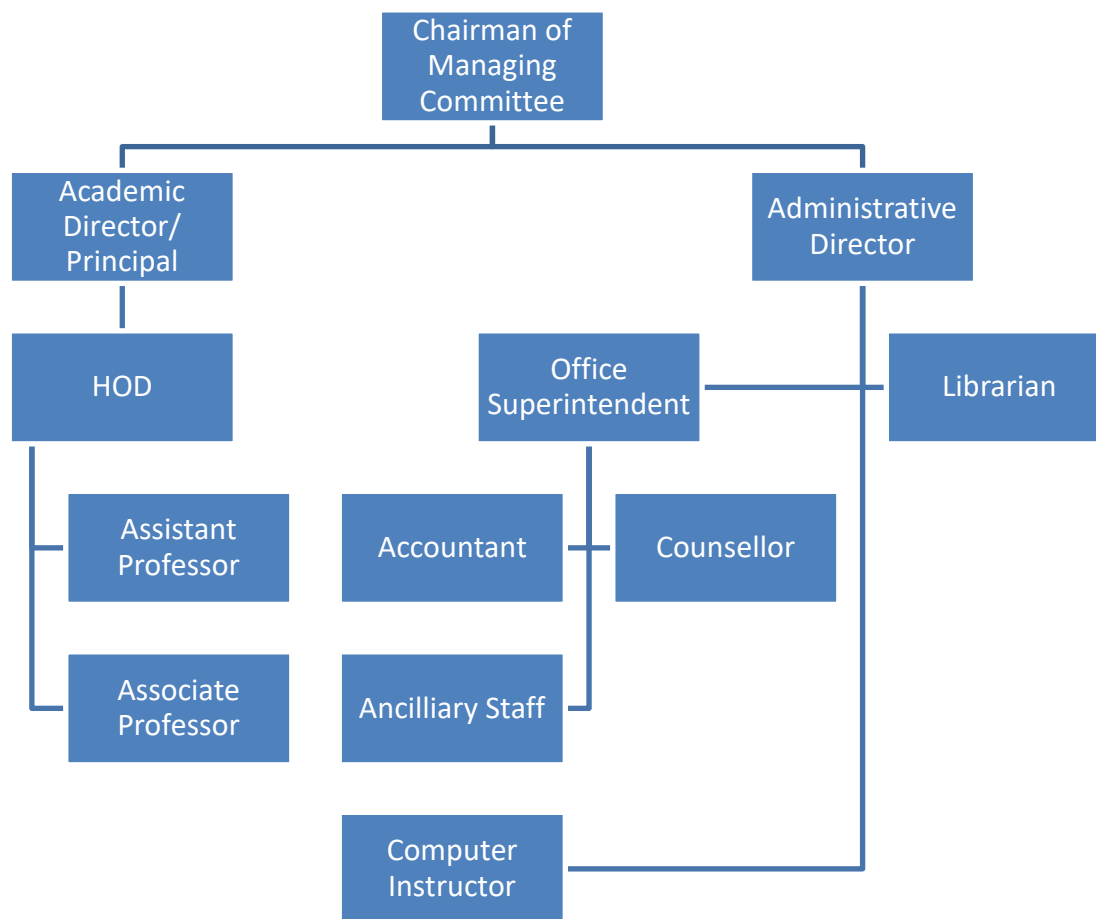 Chairman of
Managing
Committee
Academic
Director/
Principal
Administrative
Director
HOD
Office
Superintendent
Librarian
Assistant
Professor
Accountant
Counsellor
Associate
Professor
Ancilliary Staff
Computer
Instructor